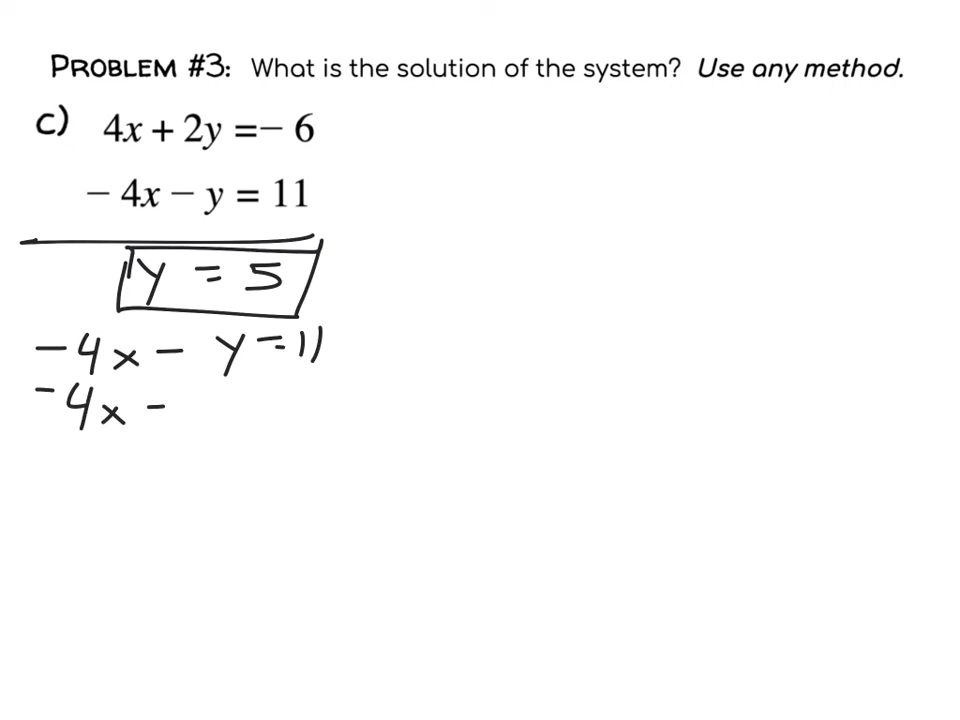 PROBLEM #3: What is the solution of the system? Use any method.
c) 4x + 2y =− 6
− 4x − y = 11
y = 5
-4x - y = 11
-4x -